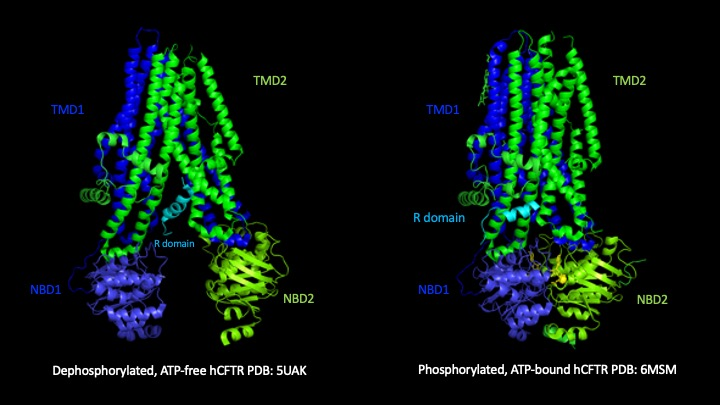 TMD1
TMD2
R domain
NBD1
NBD2
Dephosphorylated, ATP-free hCFTR PDB: 5UAK
TMD1
TMD2
R domain
NBD1
NBD2
Phosphorylated, ATP-bound hCFTR PDB: 6MSM